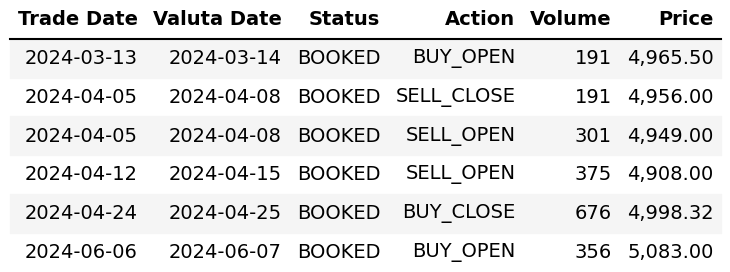 Trade Date Valuta Date Status Action Volume Price
2024-03-13 2024-03-14 BOOKED BUY_OPEN 191 4,965.50
2024-04-05 2024-04-08 BOOKED SELL_CLOSE 191 4,956.00
2024-04-05 2024-04-08 BOOKED SELL_OPEN 301 4,949.00
2024-04-12 2024-04-15 BOOKED SELL_OPEN 375 4,908.00
2024-04-24 2024-04-25 BOOKED BUY_CLOSE 676 4,998.32
2024-06-06 2024-06-07 BOOKED BUY_OPEN 356 5,083.00